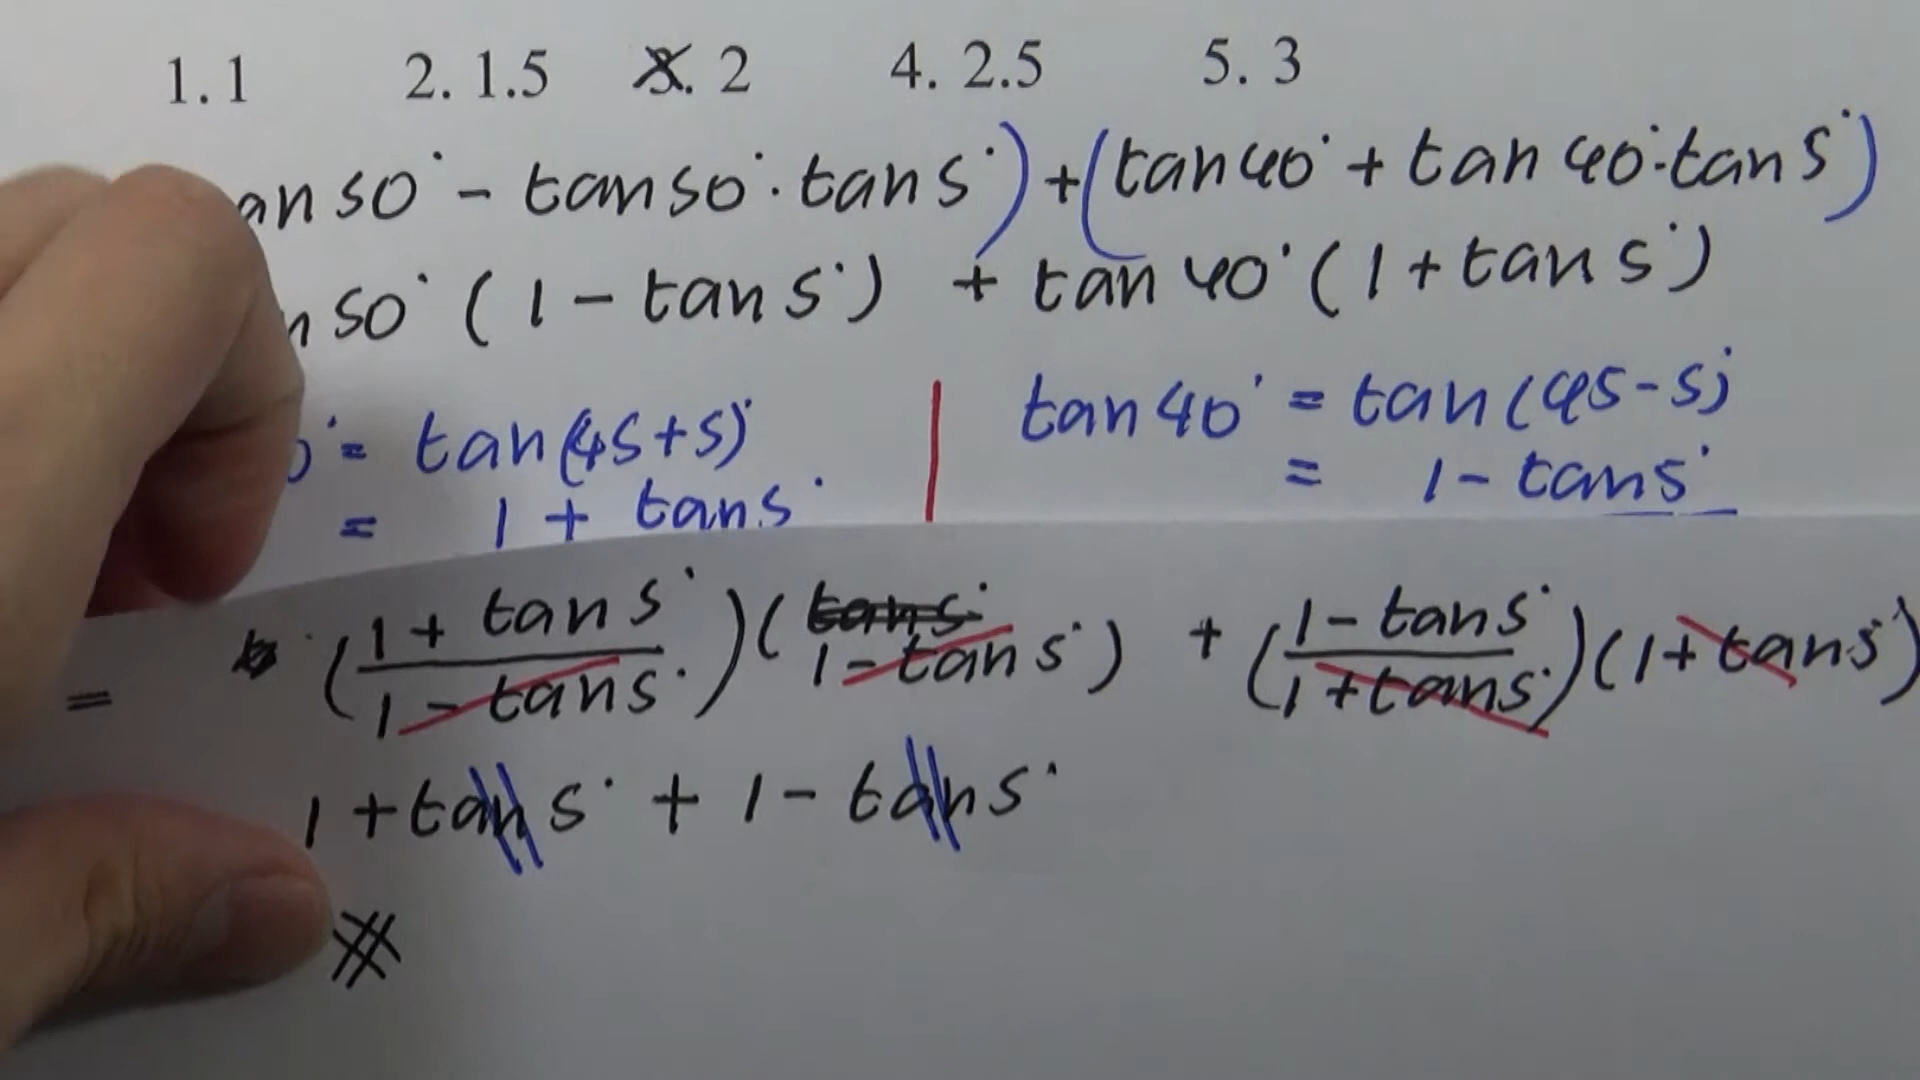 1. 1 2. 1.5 3. 2 4. 2.5 5. 3
an 50° - tan 50° · tan 5°) + (tan 40° + tan 40° · tan 5°)
n 50° (1 - tan 5°) + tan 40° (1 + tan 5°)
° = tan(45+5)° tan 40° = tan(45-5)°
= 1 + tan 5° = 1 - tan 5°
= (1 + tan 5° / 1 - tan 5°)(1 - tan 5°) + (1 - tan 5° / 1 + tan 5°)(1 + tan 5°)
1 + tan 5° + 1 - tan 5°